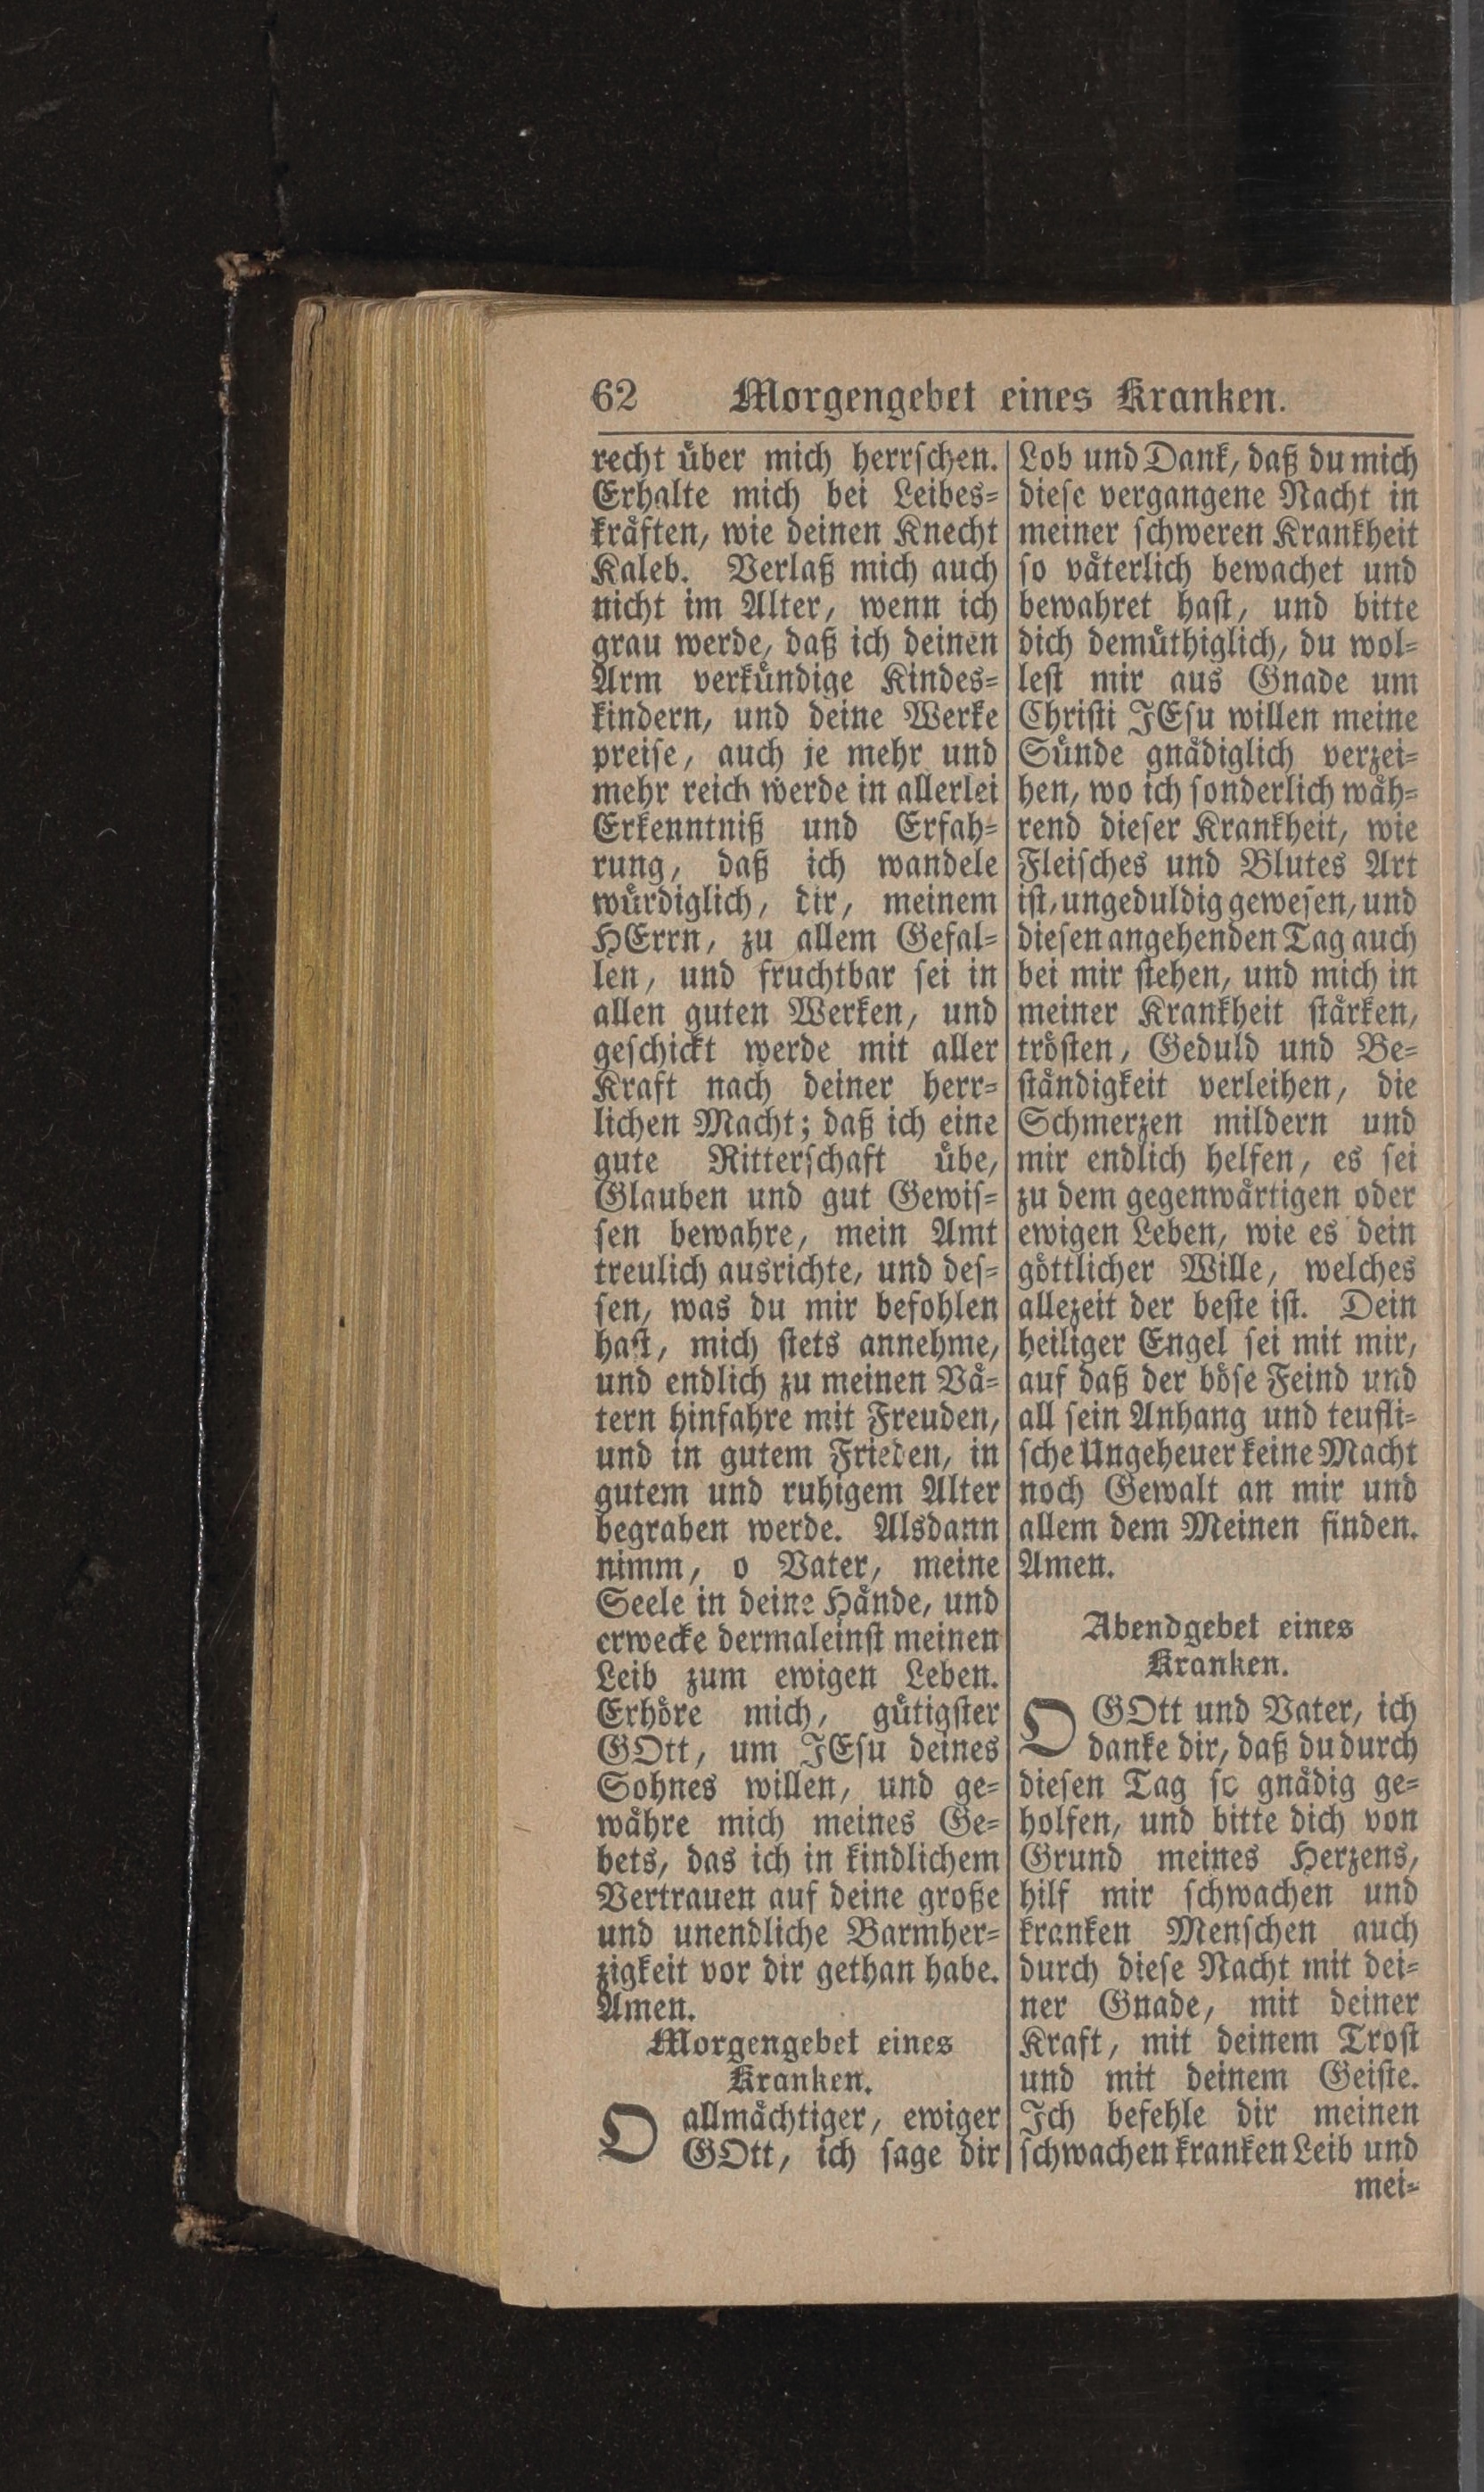 62 Morgengebet eines Kranken.
recht über mich herrschen.
Erhalte mich bei Leibes-
kräften, wie deinen Knecht
Kaleb. Verlaß mich auch
nicht im Alter, wenn ich
grau werde, daß ich deinen
Arm verkündige Kindes-
kindern, und deine Werke
preise, auch je mehr und
mehr reich werde in allerlei
Erkenntniß und Erfah-
rung, daß ich wandele
würdiglich, dir, meinem
HErrn, zu allem Gefal-
len, und fruchtbar sei in
allen guten Werken, und
geschickt werde mit aller
Kraft nach deiner herr-
lichen Macht; daß ich eine
gute Ritterschaft übe,
Glauben und gut Gewis-
sen bewahre, mein Amt
treulich ausrichte, und des-
sen, was du mir befohlen
hast, mich stets annehme,
und endlich zu meinen Vä-
tern hinfahre mit Freuden,
und in gutem Frieden, in
gutem und ruhigem Alter
begraben werde. Alsdann
nimm, o Vater, meine
Seele in deine Hände, und
erwecke dermaleinst meinen
Leib zum ewigen Leben.
Erhöre mich, gütigster
GOtt, um JEsu deines
Sohnes willen, und ge-
währe mich meines Ge-
bets, das ich in kindlichem
Vertrauen auf deine große
und unendliche Barmher-
zigkeit vor dir gethan habe.
Amen.
Morgengebet eines
Kranken.
O allmächtiger, ewiger
GOtt, ich sage dir
Lob und Dank, daß du mich
diese vergangene Nacht in
meiner schweren Krankheit
so väterlich bewachet und
bewahret hast, und bitte
dich demüthiglich, du wol-
lest mir aus Gnade um
Christi JEsu willen meine
Sünde gnädiglich verzei-
hen, wo ich sonderlich wäh-
rend dieser Krankheit, wie
Fleisches und Blutes Art
ist, ungeduldig gewesen, und
diesen angehenden Tag auch
bei mir stehen, und mich in
meiner Krankheit stärken,
trösten, Geduld und Be-
ständigkeit verleihen, die
Schmerzen mildern und
mir endlich helfen, es sei
zu dem gegenwärtigen oder
ewigen Leben, wie es dein
göttlicher Wille, welches
allezeit der beste ist. Dein
heiliger Engel sei mit mir,
auf daß der böse Feind und
all sein Anhang und teufli-
sche Ungeheuer keine Macht
noch Gewalt an mir und
allem dem Meinen finden.
Amen.
Abendgebet eines
Kranken.
O GOtt und Vater, ich
danke dir, daß du durch
diesen Tag so gnädig ge-
holfen, und bitte dich von
Grund meines Herzens,
hilf mir schwachen und
kranken Menschen auch
durch diese Nacht mit dei-
ner Gnade, mit deiner
Kraft, mit deinem Trost
und mit deinem Geiste.
Ich befehle dir meinen
schwachen kranken Leib und
mei-